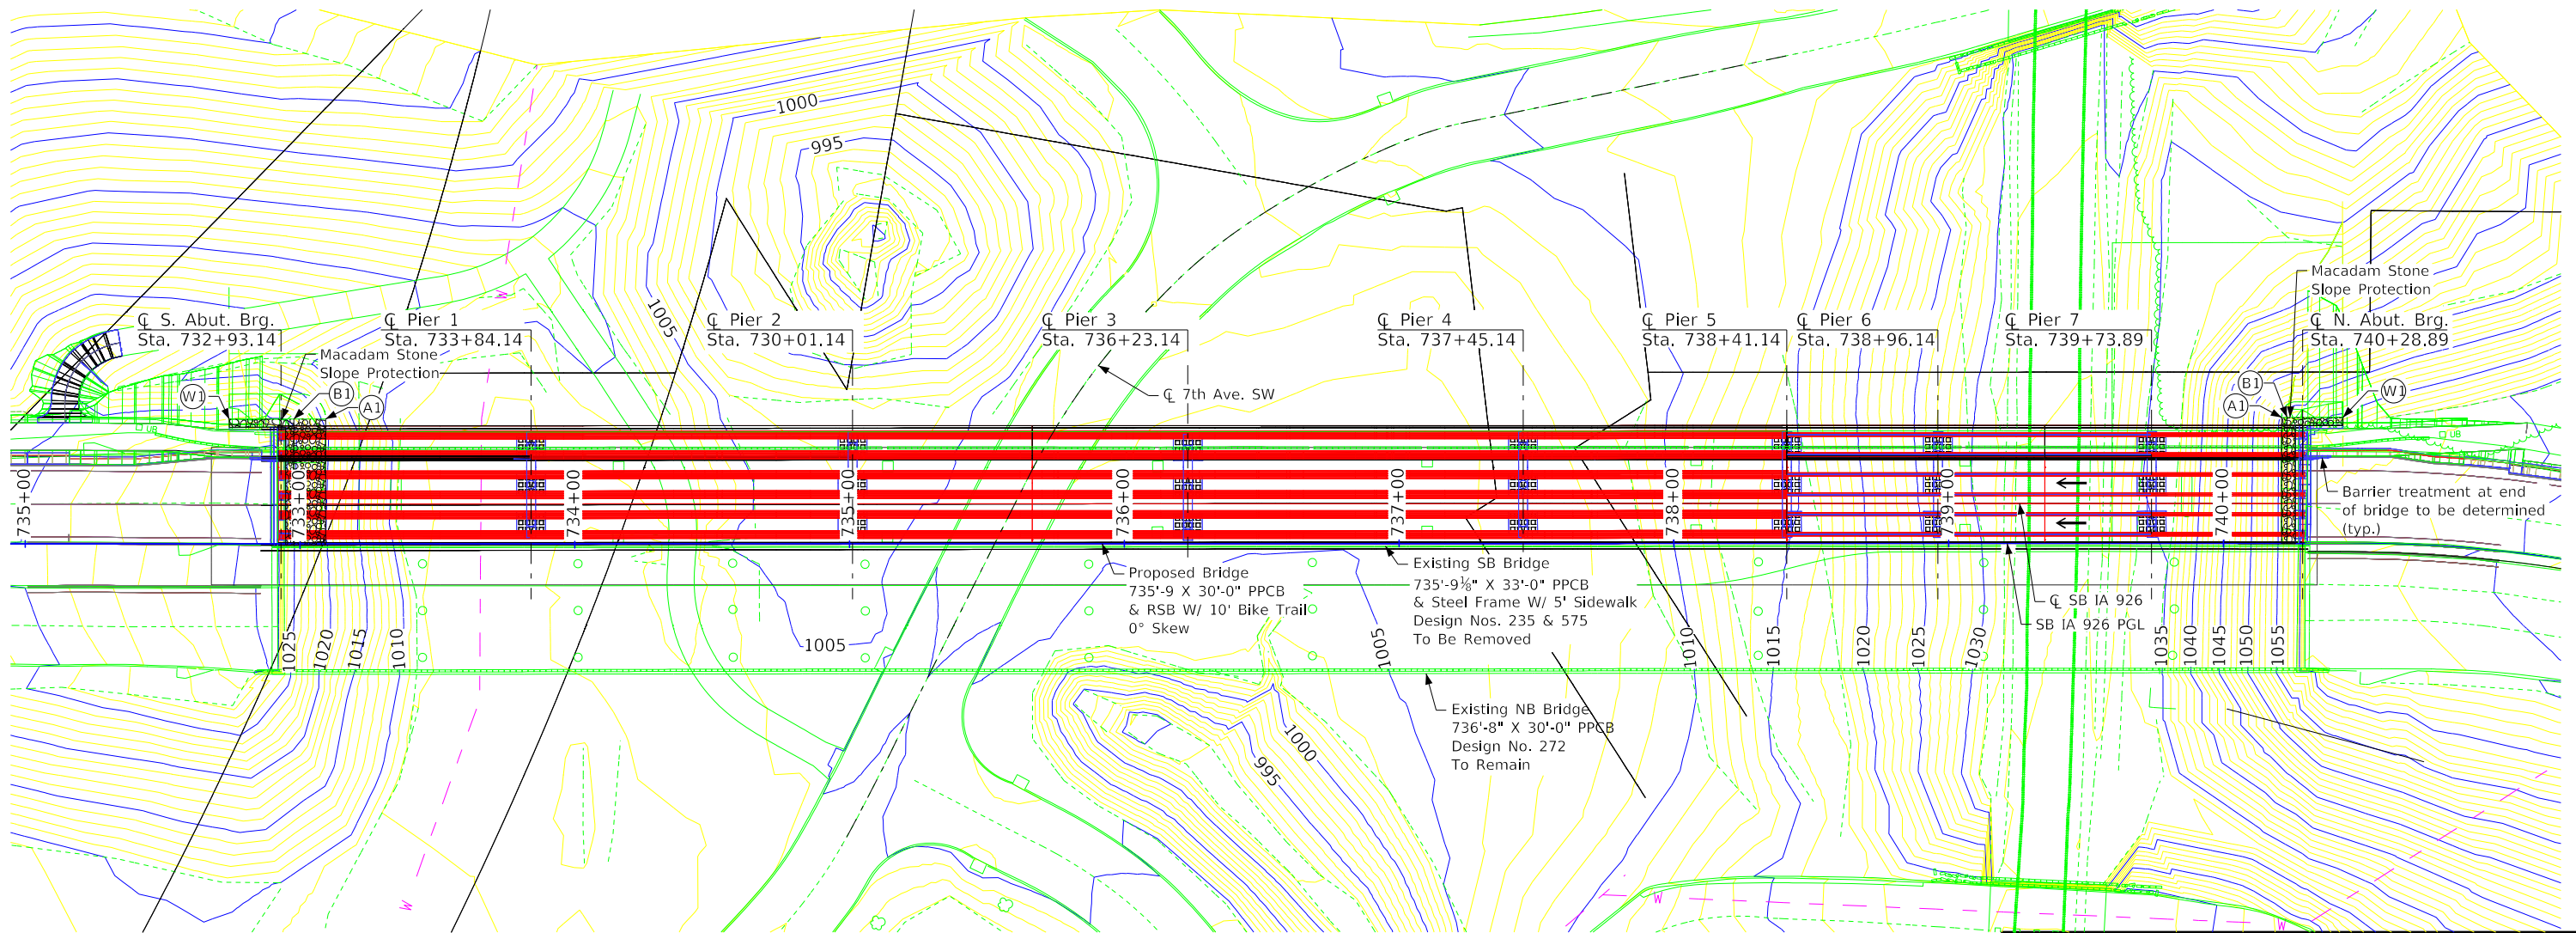 1000
995
1005
℄ S. Abut. Brg.
Sta. 732+93.14
℄ Pier 1
Sta. 733+84.14
℄ Pier 2
Sta. 730+01.14
℄ Pier 3
Sta. 736+23.14
℄ Pier 4
Sta. 737+45.14
℄ Pier 5
Sta. 738+41.14
℄ Pier 6
Sta. 738+96.14
℄ Pier 7
Sta. 739+73.89
℄ N. Abut. Brg.
Sta. 740+28.89
Macadam Stone
Slope Protection
Macadam Stone
Slope Protection
W1
B1
A1
B1
A1
W1
℄ 7th Ave. SW
W
UB
UB
735+00
733+00
734+00
735+00
736+00
737+00
738+00
739+00
740+00
Barrier treatment at end
of bridge to be determined
(typ.)
Proposed Bridge
735'-9 X 30'-0" PPCB
& RSB W/ 10' Bike Trail
0° Skew
Existing SB Bridge
735'-9⅛" X 33'-0" PPCB
& Steel Frame W/ 5' Sidewalk
Design Nos. 235 & 575
To Be Removed
℄ SB IA 926
SB IA 926 PGL
1025
1020
1015
1010
1005
1005
1010
1015
1020
1025
1030
1035
1040
1045
1050
1055
Existing NB Bridge
736'-8" X 30'-0" PPCB
Design No. 272
To Remain
1000
995
W
W
W